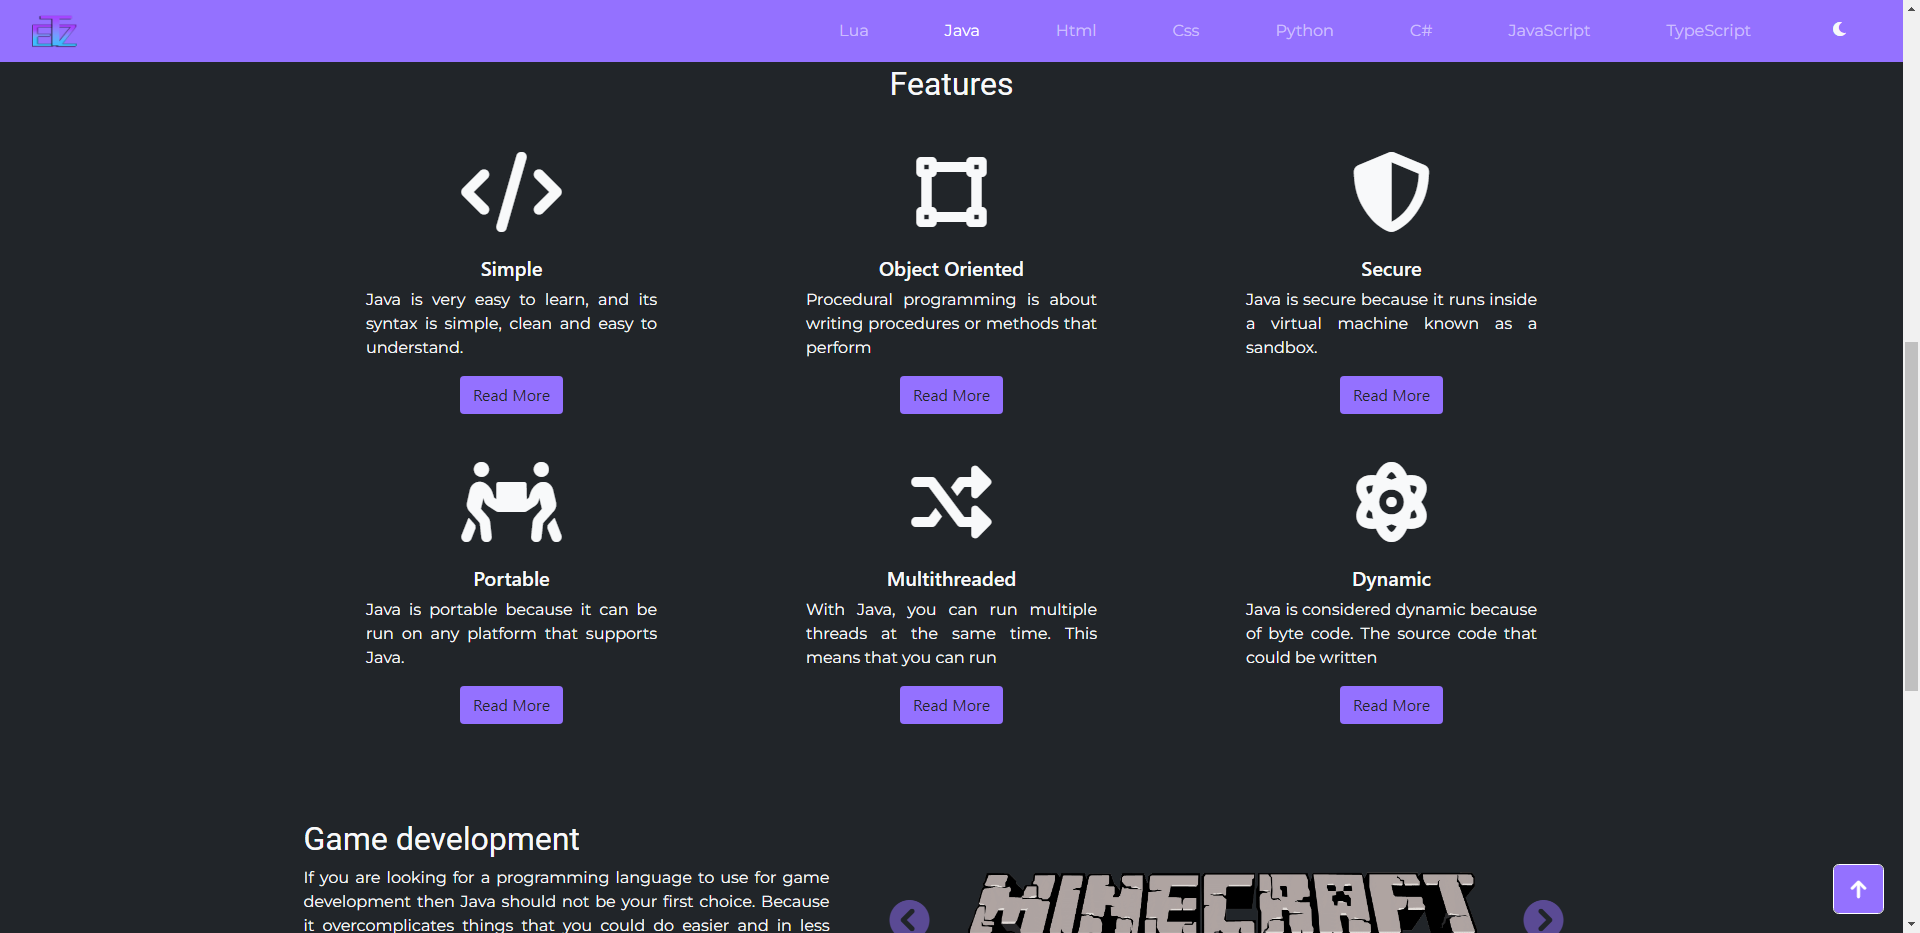 ETZ
Lua Java Html Css Python C# JavaScript TypeScript
Features
Simple
Java is very easy to learn, and its
syntax is simple, clean and easy to
understand.
Read More
Object Oriented
Procedural programming is about
writing procedures or methods that
perform
Read More
Secure
Java is secure because it runs inside
a virtual machine known as a
sandbox.
Read More
Portable
Java is portable because it can be
run on any platform that supports
Java.
Read More
Multithreaded
With Java, you can run multiple
threads at the same time. This
means that you can run
Read More
Dynamic
Java is considered dynamic because
of byte code. The source code that
could be written
Read More
Game development
If you are looking for a programming language to use for game
development then Java should not be your first choice. Because
it overcomplicates things that you could do easier and in less
MINECRAFT